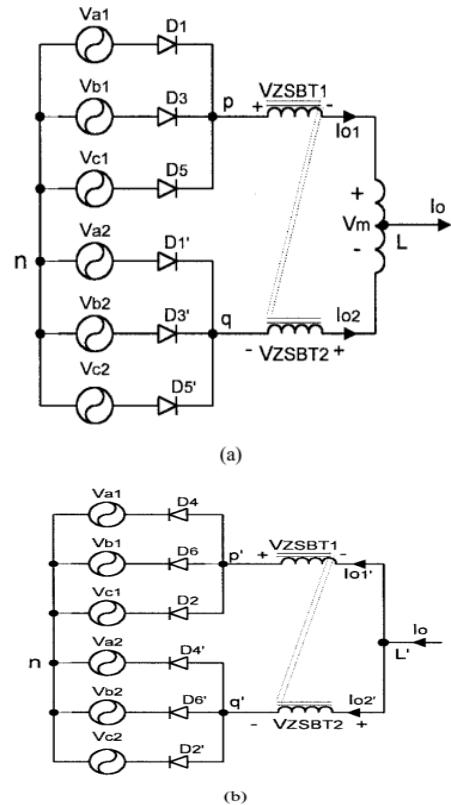 Va1 D1
p
+ VZSBT1 -
Io1
Vb1 D3
Vc1 D5
+
Vm
-
L
Io
n
Va2 D1'
Vb2 D3'
q
Io2
- VZSBT2 +
Vc2 D5'
(a)
Va1 D4
p'
+ VZSBT1 -
Io1'
Vb1 D6
Vc1 D2
Io
L'
n
Va2 D4'
Vb2 D6'
q'
Io2'
- VZSBT2 +
Vc2 D2'
(b)